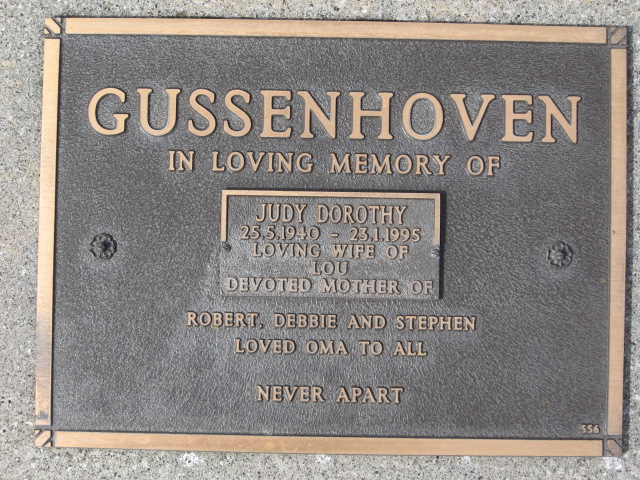 GUSSENHOVEN
IN LOVING MEMORY OF
JUDY DOROTHY
25.5.1940 - 23.1.1995
LOVING WIFE OF
LOU
DEVOTED MOTHER OF
ROBERT, DEBBIE AND STEPHEN
LOVED OMA TO ALL
NEVER APART
556